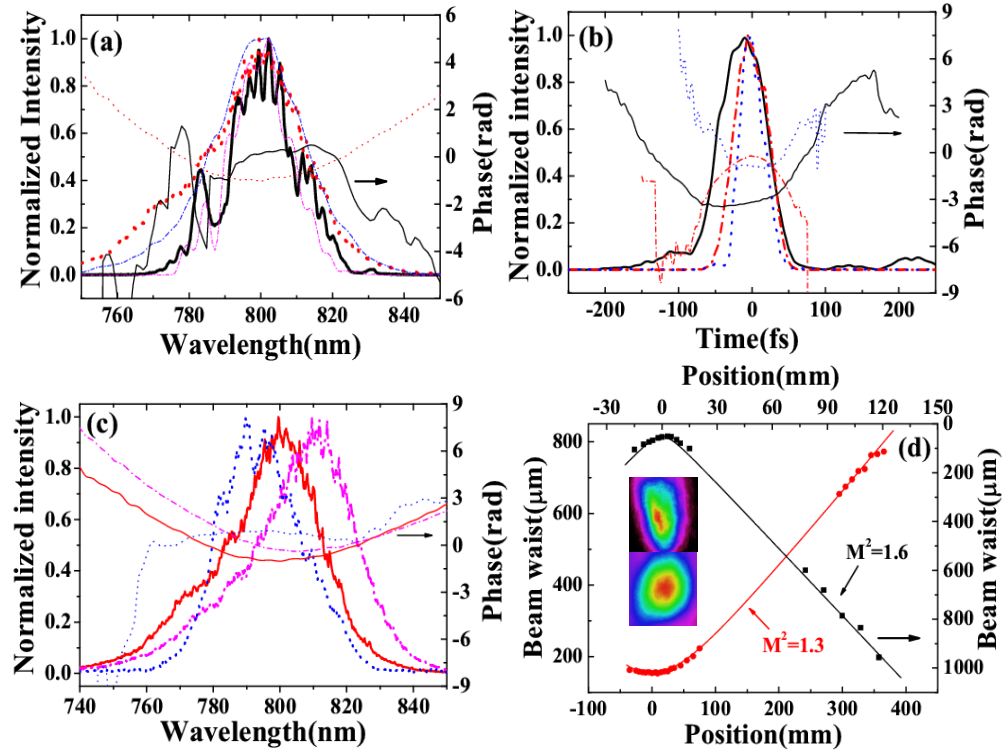 (a)
Normalized Intensity
1.0
0.8
0.6
0.4
0.2
0.0
760 780 800 820 840
Wavelength(nm)
6
5
4
3
2
1
0
-1
-2
-3
-4
-5
-6
Phase(rad)
(b)
Normalized intensity
1.0
0.8
0.6
0.4
0.2
0.0
-200 -100 0 100 200
Time(fs)
9
6
3
0
-3
-6
-9
Phase(rad)
(c)
Normalized intensity
1.0
0.8
0.6
0.4
0.2
0.0
740 760 780 800 820 840
Wavelength(nm)
9
6
3
0
-3
-6
-9
Phase(rad)
Position(mm)
-30 0 30 60 90 120 150
(d)
Beam waist(μm)
800
600
400
200
M²=1.6
M²=1.3
0
200
400
600
800
1000
Beam waist(μm)
-100 0 100 200 300 400
Position(mm)